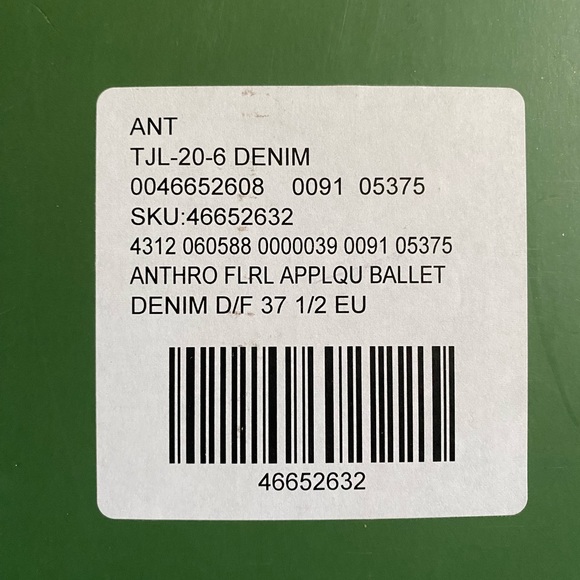 ANT
TJL-20-6 DENIM
0046652608 0091 05375
SKU:46652632
4312 060588 0000039 0091 05375
ANTHRO FLRL APPLQU BALLET
DENIM D/F 37 1/2 EU
46652632